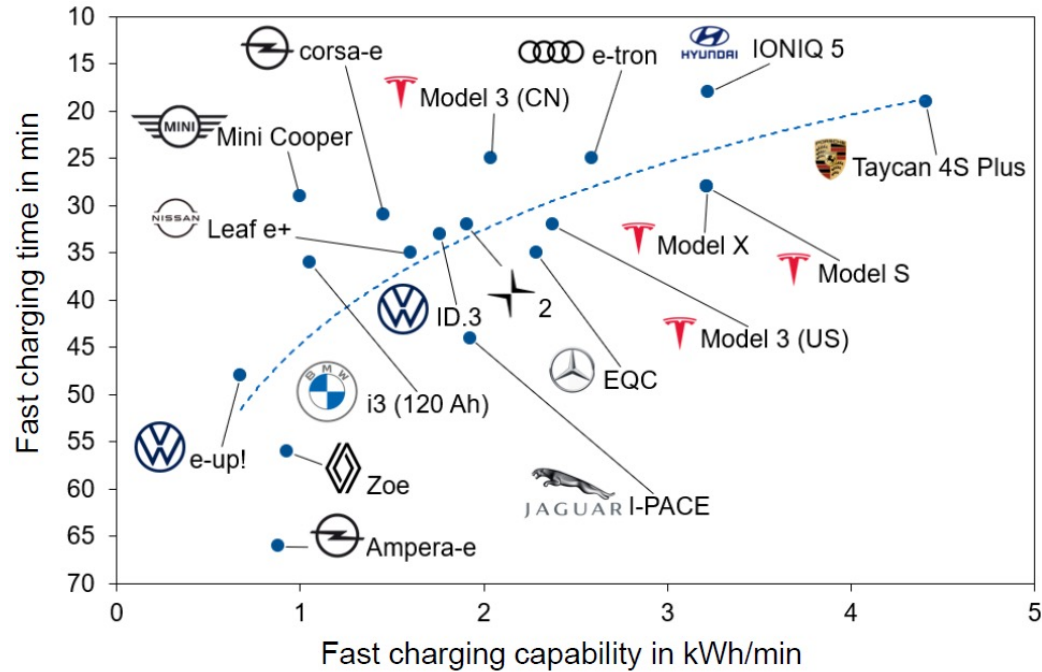 10
15
20
25
30
35
40
45
50
55
60
65
70
Fast charging time in min
corsa-e
e-tron
HYUNDAI
IONIQ 5
Model 3 (CN)
MINI
Mini Cooper
Taycan 4S Plus
NISSAN
Leaf e+
Model X
Model S
ID.3
2
Model 3 (US)
EQC
BMW
i3 (120 Ah)
e-up!
Zoe
JAGUAR
I-PACE
Ampera-e
0
1
2
3
4
5
Fast charging capability in kWh/min